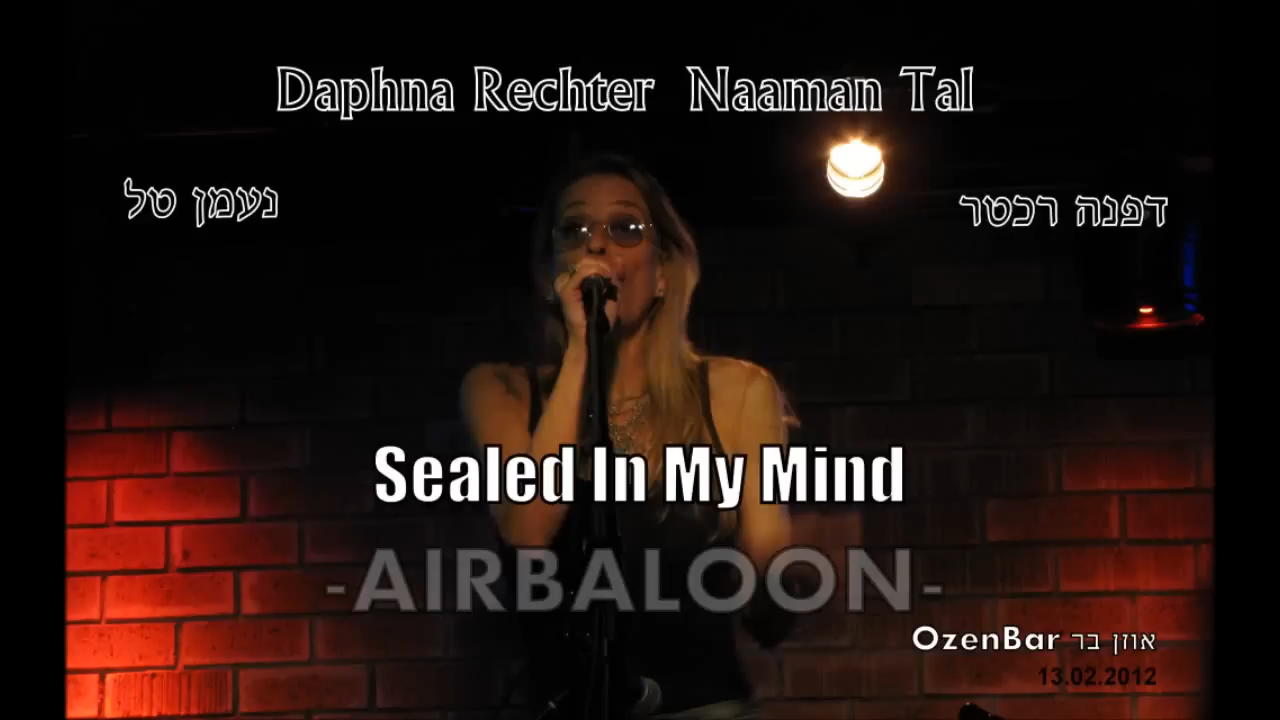 Daphna Rechter Naaman Tal
דפנה רכטר
נעמן טל
Sealed In My Mind
-AIRBALOON-
OzenBar אוזן בר
13.02.2012